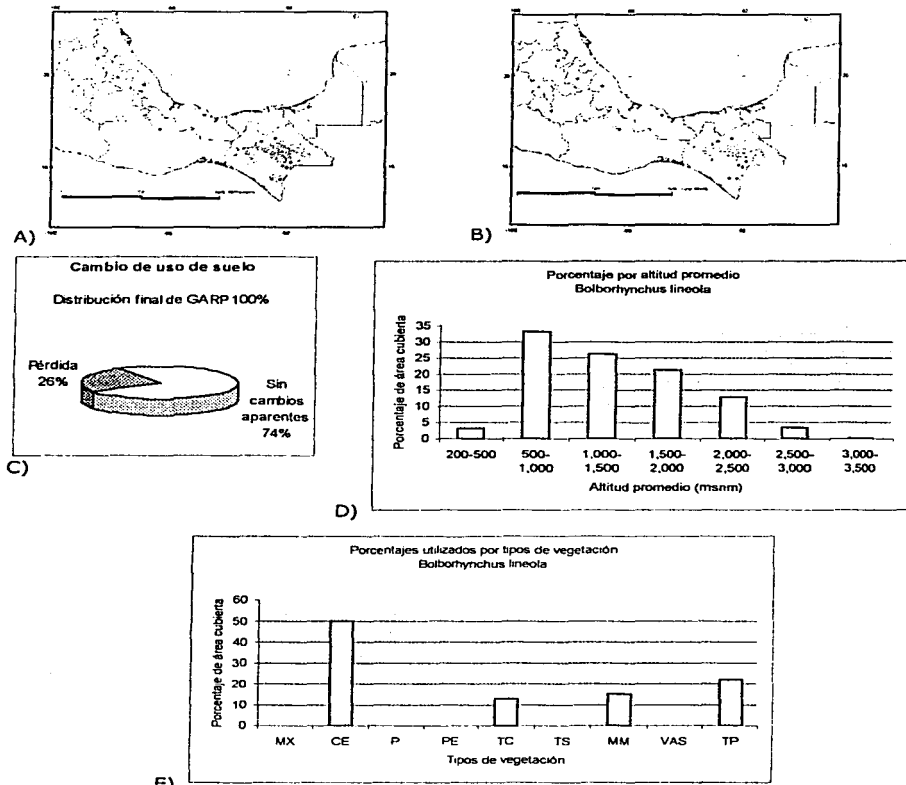 A)
B)
Cambio de uso de suelo
Distribución final de GARP 100%
Pérdida
26%
Sin
cambios
aparentes
74%
C)
Porcentaje por altitud promedio
Bolborhynchus lineola
Porcentaje de área cubierta
35
30
25
20
15
10
5
0
200-500
500-
1,000
1,000-
1,500
1,500-
2,000
2,000-
2,500
2,500-
3,000
3,000-
3,500
Altitud promedio (msnm)
D)
Porcentajes utilizados por tipos de vegetación
Bolborhynchus lineola
Porcentaje de área cubierta
60
50
40
30
20
10
0
MX CE P PE TC TS MM VAS TP
Tipos de vegetación
E)